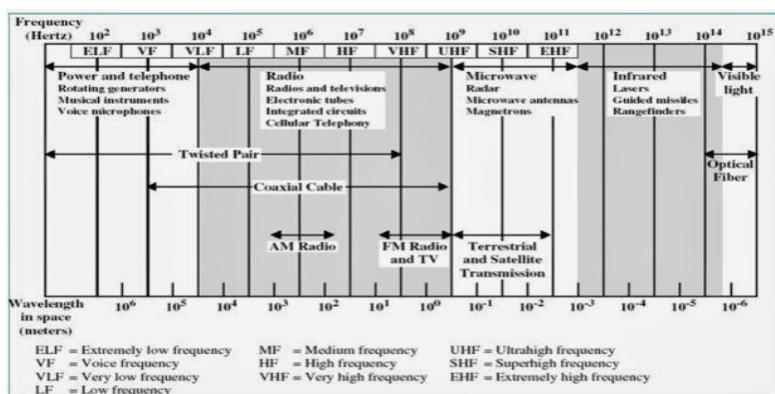 Frequency
(Hertz) 10² 10³ 10⁴ 10⁵ 10⁶ 10⁷ 10⁸ 10⁹ 10¹⁰ 10¹¹ 10¹² 10¹³ 10¹⁴ 10¹⁵
ELF VF VLF LF MF HF VHF UHF SHF EHF
Power and telephone Radio Microwave Infrared Visible
Rotating generators Radios and televisions Radar Lasers light
Musical instruments Electronic tubes Microwave antennas Guided missiles
Voice microphones Integrated circuits Magnetrons Rangefinders
Cellular Telephony
Twisted Pair Optical
Fiber
Coaxial Cable
AM Radio FM Radio Terrestrial
and TV and Satellite
Transmission
Wavelength
in space 10⁶ 10⁵ 10⁴ 10³ 10² 10¹ 10⁰ 10⁻¹ 10⁻² 10⁻³ 10⁻⁴ 10⁻⁵ 10⁻⁶
(meters)
ELF = Extremely low frequency MF = Medium frequency UHF = Ultrahigh frequency
VF = Voice frequency HF = High frequency SHF = Superhigh frequency
VLF = Very low frequency VHF = Very high frequency EHF = Extremely high frequency
LF = Low frequency